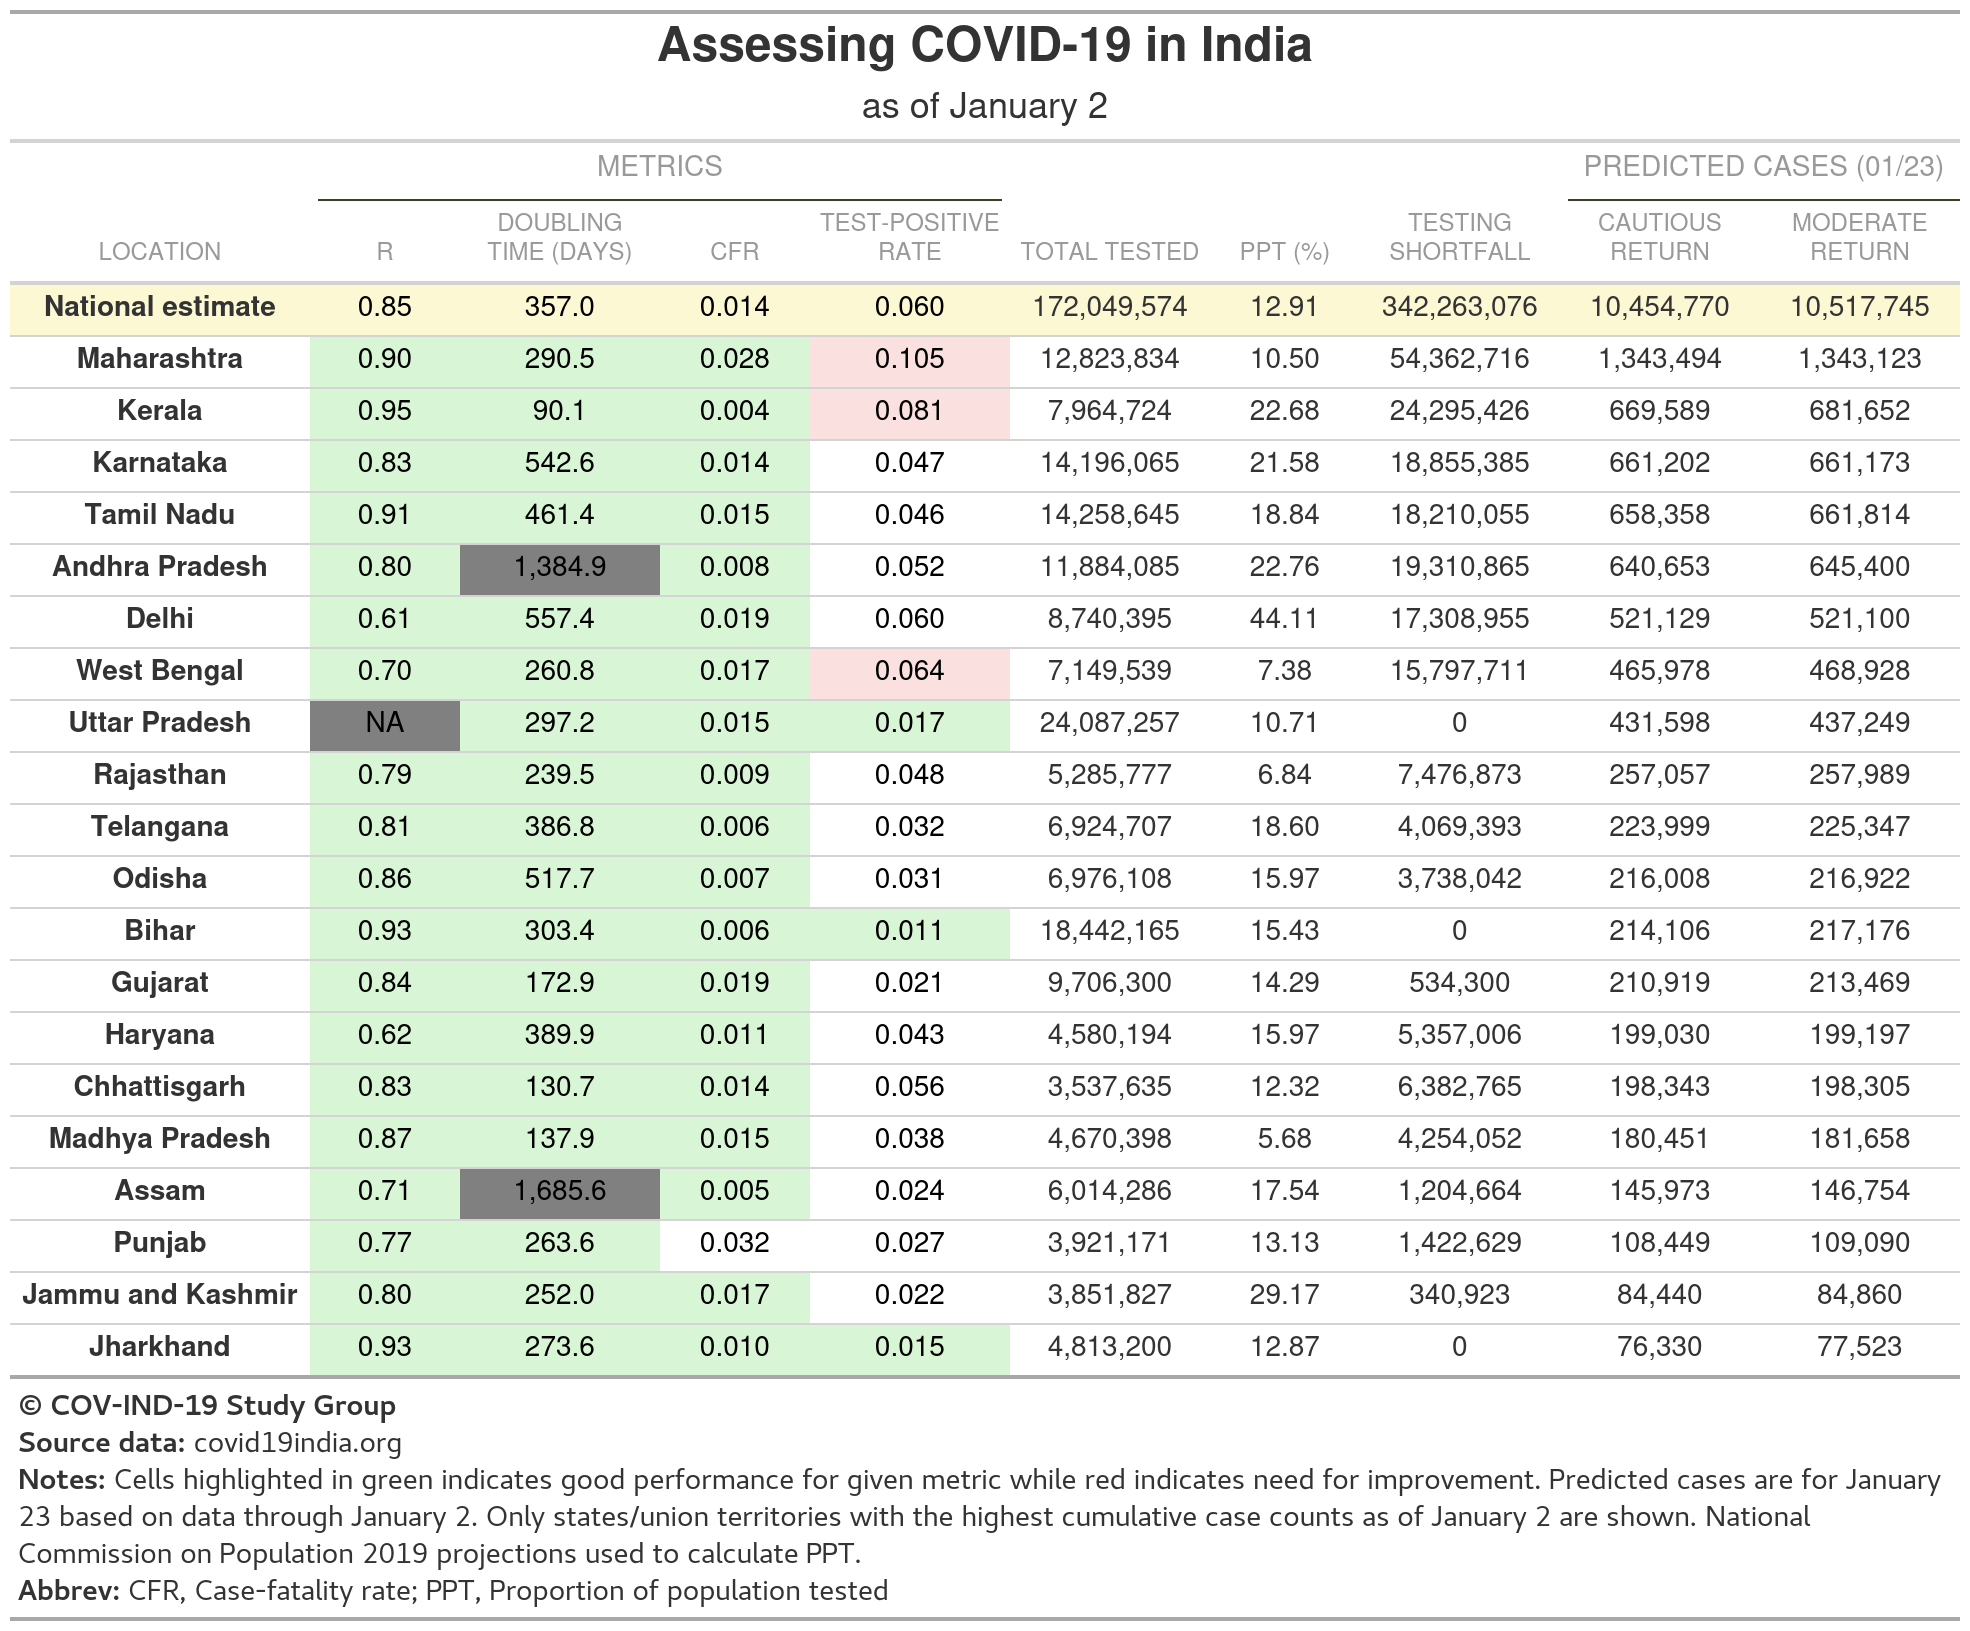 Assessing COVID-19 in India
as of January 2
METRICS PREDICTED CASES (01/23)
LOCATION R DOUBLING TIME (DAYS) CFR TEST-POSITIVE RATE TOTAL TESTED PPT (%) TESTING SHORTFALL CAUTIOUS RETURN MODERATE RETURN
National estimate 0.85 357.0 0.014 0.060 172,049,574 12.91 342,263,076 10,454,770 10,517,745
Maharashtra 0.90 290.5 0.028 0.105 12,823,834 10.50 54,362,716 1,343,494 1,343,123
Kerala 0.95 90.1 0.004 0.081 7,964,724 22.68 24,295,426 669,589 681,652
Karnataka 0.83 542.6 0.014 0.047 14,196,065 21.58 18,855,385 661,202 661,173
Tamil Nadu 0.91 461.4 0.015 0.046 14,258,645 18.84 18,210,055 658,358 661,814
Andhra Pradesh 0.80 1,384.9 0.008 0.052 11,884,085 22.76 19,310,865 640,653 645,400
Delhi 0.61 557.4 0.019 0.060 8,740,395 44.11 17,308,955 521,129 521,100
West Bengal 0.70 260.8 0.017 0.064 7,149,539 7.38 15,797,711 465,978 468,928
Uttar Pradesh NA 297.2 0.015 0.017 24,087,257 10.71 0 431,598 437,249
Rajasthan 0.79 239.5 0.009 0.048 5,285,777 6.84 7,476,873 257,057 257,989
Telangana 0.81 386.8 0.006 0.032 6,924,707 18.60 4,069,393 223,999 225,347
Odisha 0.86 517.7 0.007 0.031 6,976,108 15.97 3,738,042 216,008 216,922
Bihar 0.93 303.4 0.006 0.011 18,442,165 15.43 0 214,106 217,176
Gujarat 0.84 172.9 0.019 0.021 9,706,300 14.29 534,300 210,919 213,469
Haryana 0.62 389.9 0.011 0.043 4,580,194 15.97 5,357,006 199,030 199,197
Chhattisgarh 0.83 130.7 0.014 0.056 3,537,635 12.32 6,382,765 198,343 198,305
Madhya Pradesh 0.87 137.9 0.015 0.038 4,670,398 5.68 4,254,052 180,451 181,658
Assam 0.71 1,685.6 0.005 0.024 6,014,286 17.54 1,204,664 145,973 146,754
Punjab 0.77 263.6 0.032 0.027 3,921,171 13.13 1,422,629 108,449 109,090
Jammu and Kashmir 0.80 252.0 0.017 0.022 3,851,827 29.17 340,923 84,440 84,860
Jharkhand 0.93 273.6 0.010 0.015 4,813,200 12.87 0 76,330 77,523
© COV-IND-19 Study Group
Source data: covid19india.org
Notes: Cells highlighted in green indicates good performance for given metric while red indicates need for improvement. Predicted cases are for January
23 based on data through January 2. Only states/union territories with the highest cumulative case counts as of January 2 are shown. National
Commission on Population 2019 projections used to calculate PPT.
Abbrev: CFR, Case-fatality rate; PPT, Proportion of population tested